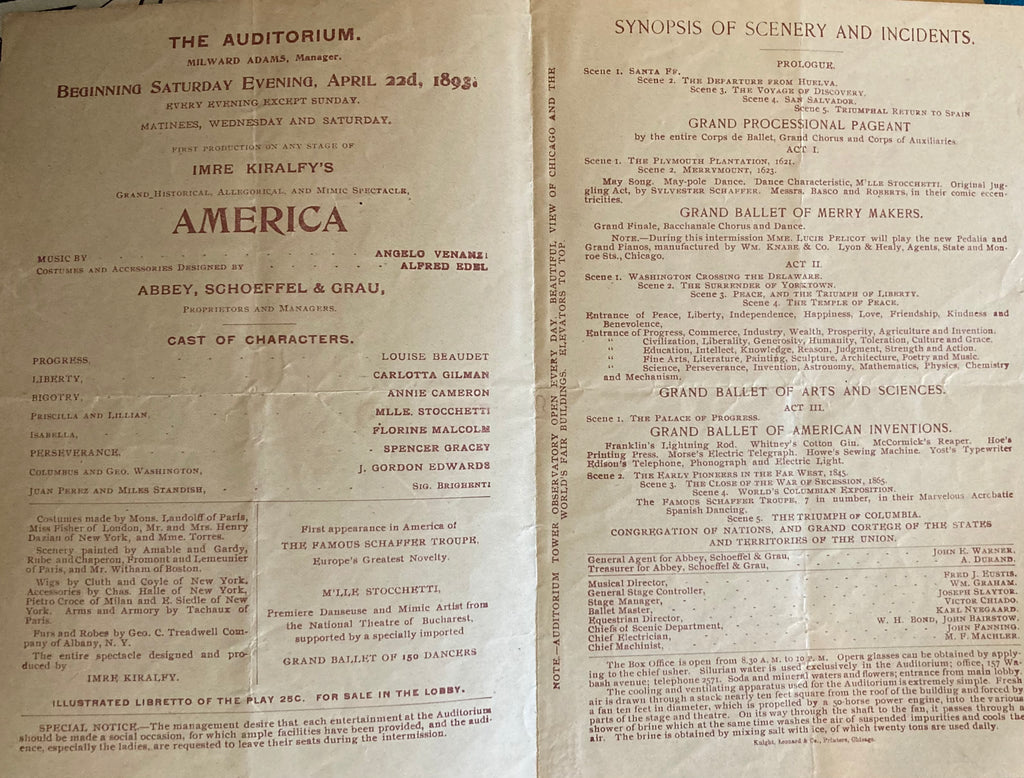 THE AUDITORIUM.
MILWARD ADAMS, Manager.
BEGINNING SATURDAY EVENING, APRIL 22d, 1893.
EVERY EVENING EXCEPT SUNDAY.
MATINEES, WEDNESDAY AND SATURDAY.
FIRST PRODUCTION ON ANY STAGE OF
IMRE KIRALFY'S
GRAND HISTORICAL, ALLEGORICAL, AND MIMIC SPECTACLE,
AMERICA
MUSIC BY - - - - - ANGELO VENANZI
COSTUMES AND ACCESSORIES DESIGNED BY - - - - ALFRED EDEL
ABBEY, SCHOEFFEL & GRAU,
PROPRIETORS AND MANAGERS.
CAST OF CHARACTERS.
PROGRESS, - - - - - LOUISE BEAUDET
LIBERTY, - - - - - CARLOTTA GILMAN
BIGOTRY, - - - - - ANNIE CAMERON
PRISCILLA AND LILLIAN, - - - - MLLE. STOCCHETTI
ISABELLA, - - - - - FLORINE MALCOLM
PERSEVERANCE, - - - - - SPENCER GRACEY
COLUMBUS AND GEO. WASHINGTON, - - - - J. GORDON EDWARDS
JUAN PEREZ AND MILES STANDISH, - - - - SIG. BRIGHENTI
Costumes made by Mons. Landolff of Paris,
Miss Fisher of London, Mr. and Mrs. Henry
Dazian of New York, and Mme. Torres.
Scenery painted by Amable and Gardy,
Rube and Chaperon, Fromont and Lemeunier
of Paris, and Mr. Witham of Boston.
Wigs by Cluth and Coyle of New York.
Accessories by Chas. Halle of New York,
Pietro Croce of Milan and E. Siedle of New
York. Arms and Armory by Tachaux of
Paris.
Furs and Robes by Geo. C. Treadwell Com-
pany of Albany, N. Y.
The entire spectacle designed and pro-
duced by
IMRE KIRALFY.
First appearance in America of
THE FAMOUS SCHAFFER TROUPE,
Europe's Greatest Novelty.
M'LLE STOCCHETTI,
Premiere Danseuse and Mimic Artist from
the National Theatre of Bucharest,
supported by a specially imported
GRAND BALLET OF 150 DANCERS
ILLUSTRATED LIBRETTO OF THE PLAY 25C. FOR SALE IN THE LOBBY.
SPECIAL NOTICE.—The management desire that each entertainment at the Auditorium
should be made a social occasion, for which ample facilities have been provided, and the audi-
ence, especially the ladies, are requested to leave their seats during the intermission.
NOTE.—AUDITORIUM TOWER OBSERVATORY OPEN EVERY DAY. BEAUTIFUL VIEW OF CHICAGO AND THE
WORLD'S FAIR BUILDINGS. ELEVATORS TO TOP.
SYNOPSIS OF SCENERY AND INCIDENTS.
PROLOGUE.
Scene 1. SANTA FE.
Scene 2. THE DEPARTURE FROM HUELVA.
Scene 3. THE VOYAGE OF DISCOVERY.
Scene 4. SAN SALVADOR.
Scene 5. TRIUMPHAL RETURN TO SPAIN
GRAND PROCESSIONAL PAGEANT
by the entire Corps de Ballet, Grand Chorus and Corps of Auxiliaries.
ACT I.
Scene 1. THE PLYMOUTH PLANTATION, 1621.
Scene 2. MERRYMOUNT, 1623.
May Song. May-pole Dance. Dance Characteristic, M'LLE STOCCHETTI. Original Jug-
gling Act, by SYLVESTER SCHAFFER. Messrs. BASCO and ROBERTS, in their comic eccen-
tricities.
GRAND BALLET OF MERRY MAKERS.
Grand Finale, Bacchanale Chorus and Dance.
NOTE.—During this intermission MME. LUCIE PELICOT will play the new Pedalia and
Grand Pianos, manufactured by WM. KNABE & CO. Lyon & Healy, Agents, State and Mon-
roe Sts., Chicago.
ACT II.
Scene 1. WASHINGTON CROSSING THE DELAWARE.
Scene 2. THE SURRENDER OF YORKTOWN.
Scene 3. PEACE, AND THE TRIUMPH OF LIBERTY.
Scene 4. THE TEMPLE OF PEACE.
Entrance of Peace, Liberty, Independence, Happiness, Love, Friendship, Kindness and
Benevolence,
Entrance of Progress, Commerce, Industry, Wealth, Prosperity, Agriculture and Invention.
" Civilization, Liberality, Generosity, Humanity, Toleration, Culture and Grace.
" Education, Intellect, Knowledge, Reason, Judgment, Strength and Action.
" Fine Arts, Literature, Painting, Sculpture, Architecture, Poetry and Music.
" Science, Perseverance, Invention, Astronomy, Mathematics, Physics, Chemistry
and Mechanism.
GRAND BALLET OF ARTS AND SCIENCES.
ACT III.
Scene 1. THE PALACE OF PROGRESS.
GRAND BALLET OF AMERICAN INVENTIONS.
Franklin's Lightning Rod. Whitney's Cotton Gin. McCormick's Reaper. Hoe's
Printing Press. Morse's Electric Telegraph. Howe's Sewing Machine. Yost's Typewriter
Edison's Telephone, Phonograph and Electric Light.
Scene 2. THE EARLY PIONEERS IN THE FAR WEST, 1845.
Scene 3. THE CLOSE OF THE WAR OF SECESSION, 1865.
Scene 4. WORLD'S COLUMBIAN EXPOSITION.
The FAMOUS SCHAFFER TROUPE, 7 in number, in their Marvelous Acrobatic
Spanish Dancing.
Scene 5. THE TRIUMPH OF COLUMBIA.
CONGREGATION OF NATIONS, AND GRAND CORTEGE OF THE STATES
AND TERRITORIES OF THE UNION.
General Agent for Abbey, Schoeffel & Grau, - - - JOHN E. WARNER.
Treasurer for Abbey, Schoeffel & Grau, - - - A. DURAND.
Musical Director, - - - - FRED J. EUSTIS.
General Stage Controller, - - - - WM. GRAHAM.
Stage Manager, - - - - JOSEPH SLAYTOR.
Ballet Master, - - - - VICTOR CHIADO.
Equestrian Director, - - - - KARL NYEGAARD.
Chiefs of Scenic Department, - - - W. H. BOND, JOHN BAIRSTOW.
Chief Electrician, - - - - JOHN FANNING.
Chief Machinist, - - - - M. F. MACHLER.
The Box Office is open from 8.30 A. M. to 10 P. M. Opera glasses can be obtained by apply-
ing to the chief usher. Silurian water is used exclusively in the Auditorium; office, 157 Wa-
bash avenue; telephone 2571. Soda and mineral waters and flowers; entrance from main lobby.
The cooling and ventilating apparatus used for the Auditorium is extremely simple. Fresh
air is drawn through a stack nearly ten feet square from the roof of the building and forced by
a fan ten feet in diameter, which is propelled by a 50-horse power engine, into the various
parts of the stage and theatre. On its way through the shaft to the fan, it passes through a
shower of brine which at the same time washes the air of suspended impurities and cools the
air. The brine is obtained by mixing salt with ice, of which twenty tons are used daily.
Knight, Leonard & Co., Printers, Chicago.